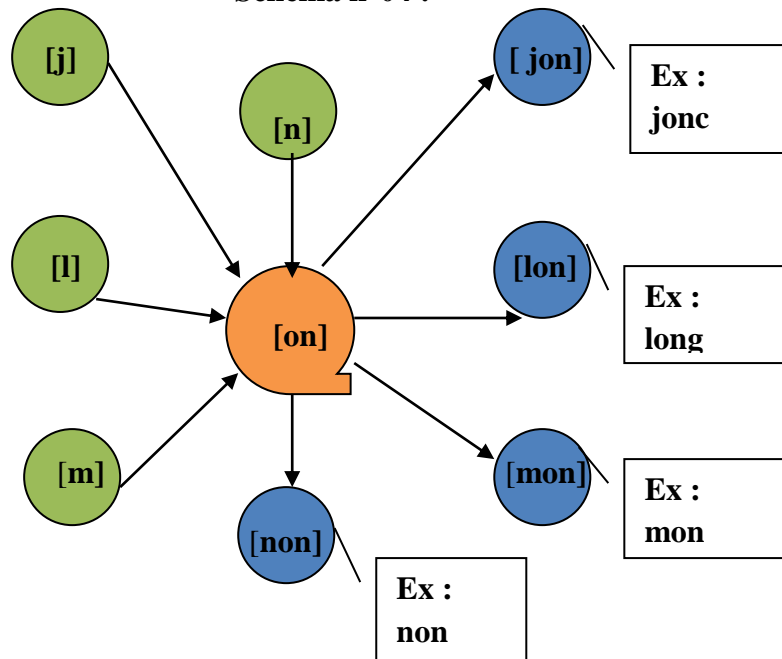 [j]
[n]
[ jon]
Ex :
jonc
[l]
[on]
[lon]
Ex :
long
[m]
[non]
[mon]
Ex :
mon
Ex :
non